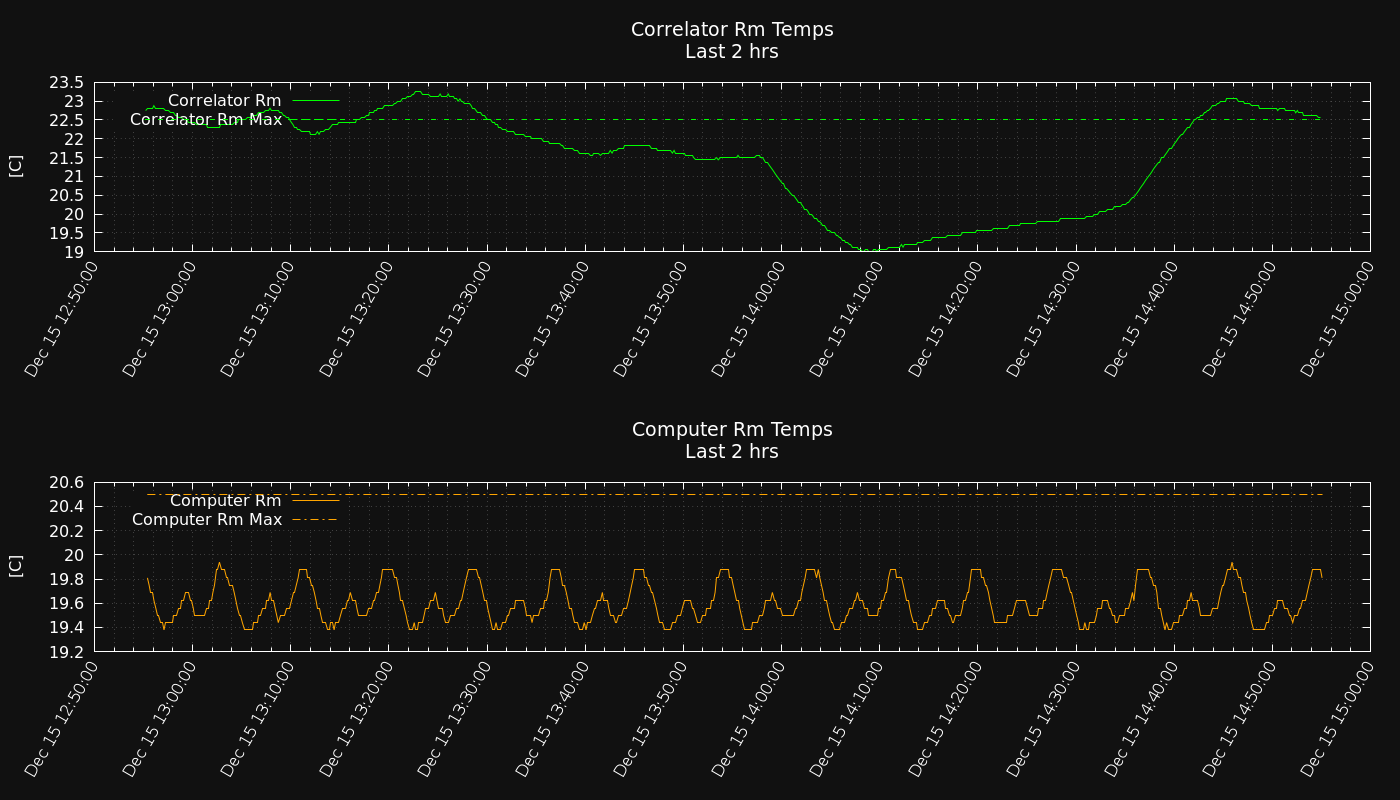 Correlator Rm Temps
Last 2 hrs
23.5
23
22.5
22
21.5
21
20.5
20
19.5
19
[C]
Correlator Rm
Correlator Rm Max
Dec 15 12:50:00
Dec 15 13:00:00
Dec 15 13:10:00
Dec 15 13:20:00
Dec 15 13:30:00
Dec 15 13:40:00
Dec 15 13:50:00
Dec 15 14:00:00
Dec 15 14:10:00
Dec 15 14:20:00
Dec 15 14:30:00
Dec 15 14:40:00
Dec 15 14:50:00
Dec 15 15:00:00
Computer Rm Temps
Last 2 hrs
20.6
20.4
20.2
20
19.8
19.6
19.4
19.2
[C]
Computer Rm
Computer Rm Max
Dec 15 12:50:00
Dec 15 13:00:00
Dec 15 13:10:00
Dec 15 13:20:00
Dec 15 13:30:00
Dec 15 13:40:00
Dec 15 13:50:00
Dec 15 14:00:00
Dec 15 14:10:00
Dec 15 14:20:00
Dec 15 14:30:00
Dec 15 14:40:00
Dec 15 14:50:00
Dec 15 15:00:00